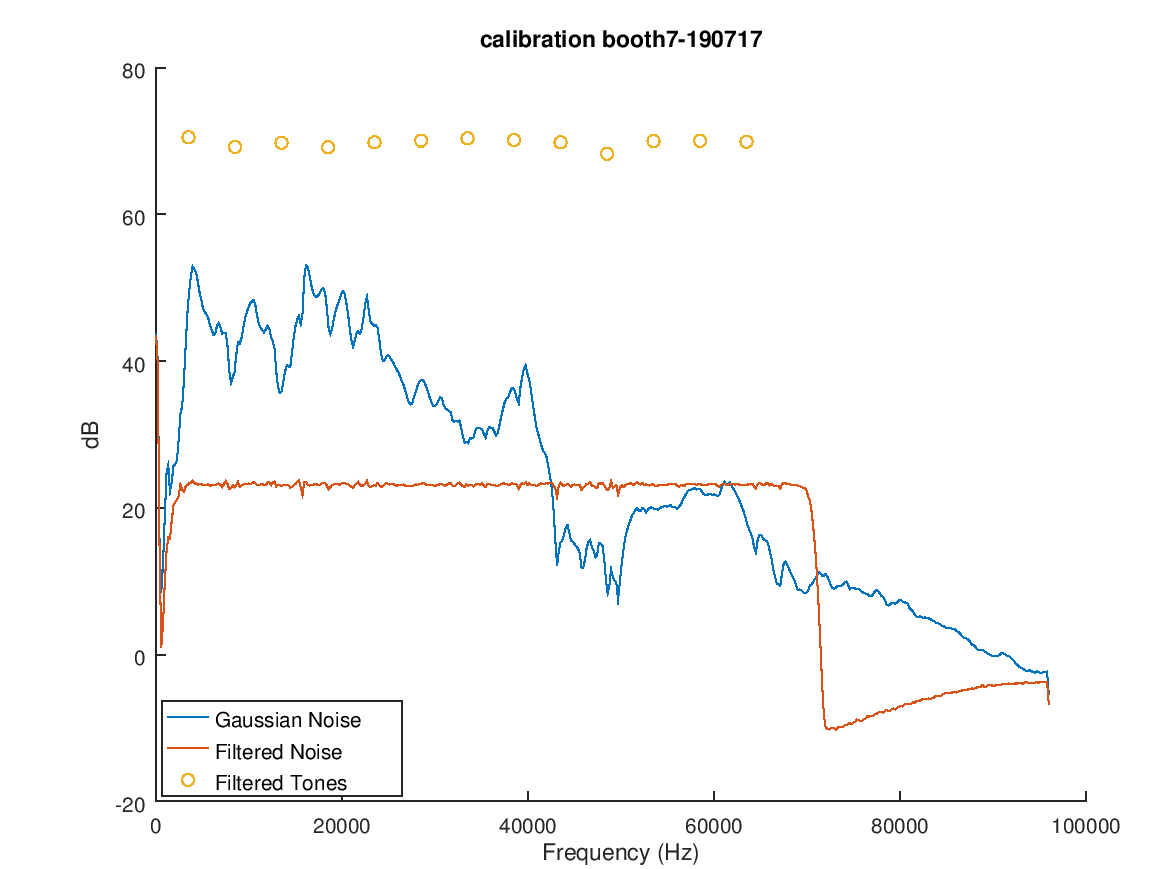 calibration booth7-190717
80
60
40
20
0
-20
dB
Gaussian Noise
Filtered Noise
Filtered Tones
0 20000 40000 60000 80000 100000
Frequency (Hz)